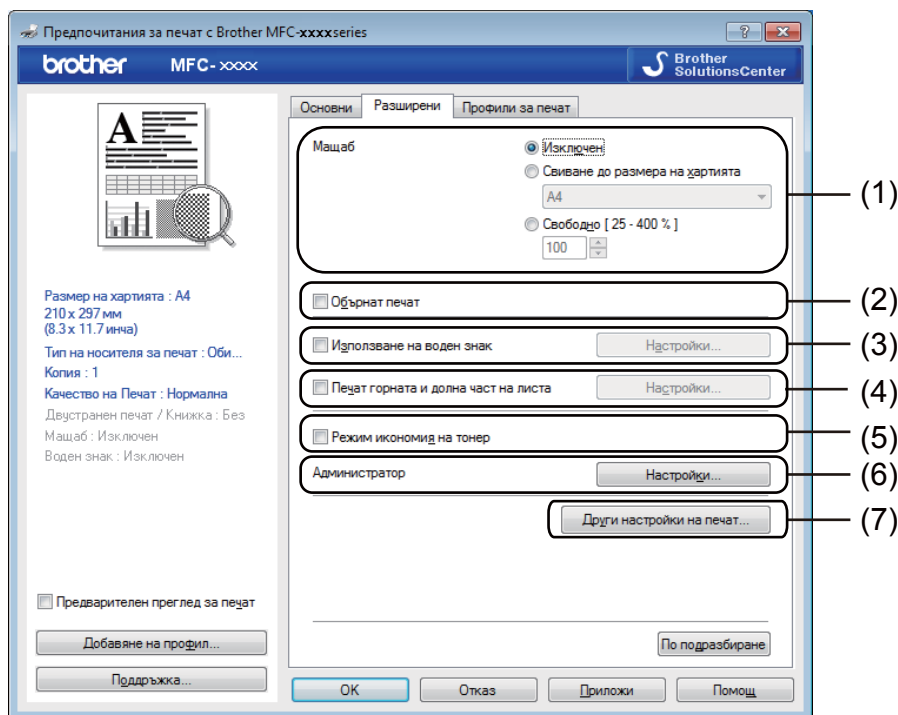 Предпочитания за печат с Brother MFC-xxxxseries
brother MFC-xxxx
Brother
SolutionsCenter
Основни Разширени Профили за печат
A
Мащаб
Изключен
Свиване до размера на хартията
A4
Свободно [ 25 - 400 % ]
100
(1)
Обърнат печат
(2)
Използване на воден знак Настройки...
(3)
Печат горната и долна част на листа Настройки...
(4)
Режим икономия на тонер
(5)
Администратор Настройки...
(6)
Други настройки на печат...
(7)
Размер на хартията : A4
210 x 297 мм
(8.3 x 11.7 инча)
Тип на носителя за печат : Оби...
Копия : 1
Качество на Печат : Нормална
Двустранен печат / Книжка : Без
Мащаб : Изключен
Воден знак : Изключен
Предварителен преглед за печат
Добавяне на профил...
Поддръжка...
По подразбиране
OK Отказ Приложи Помощ